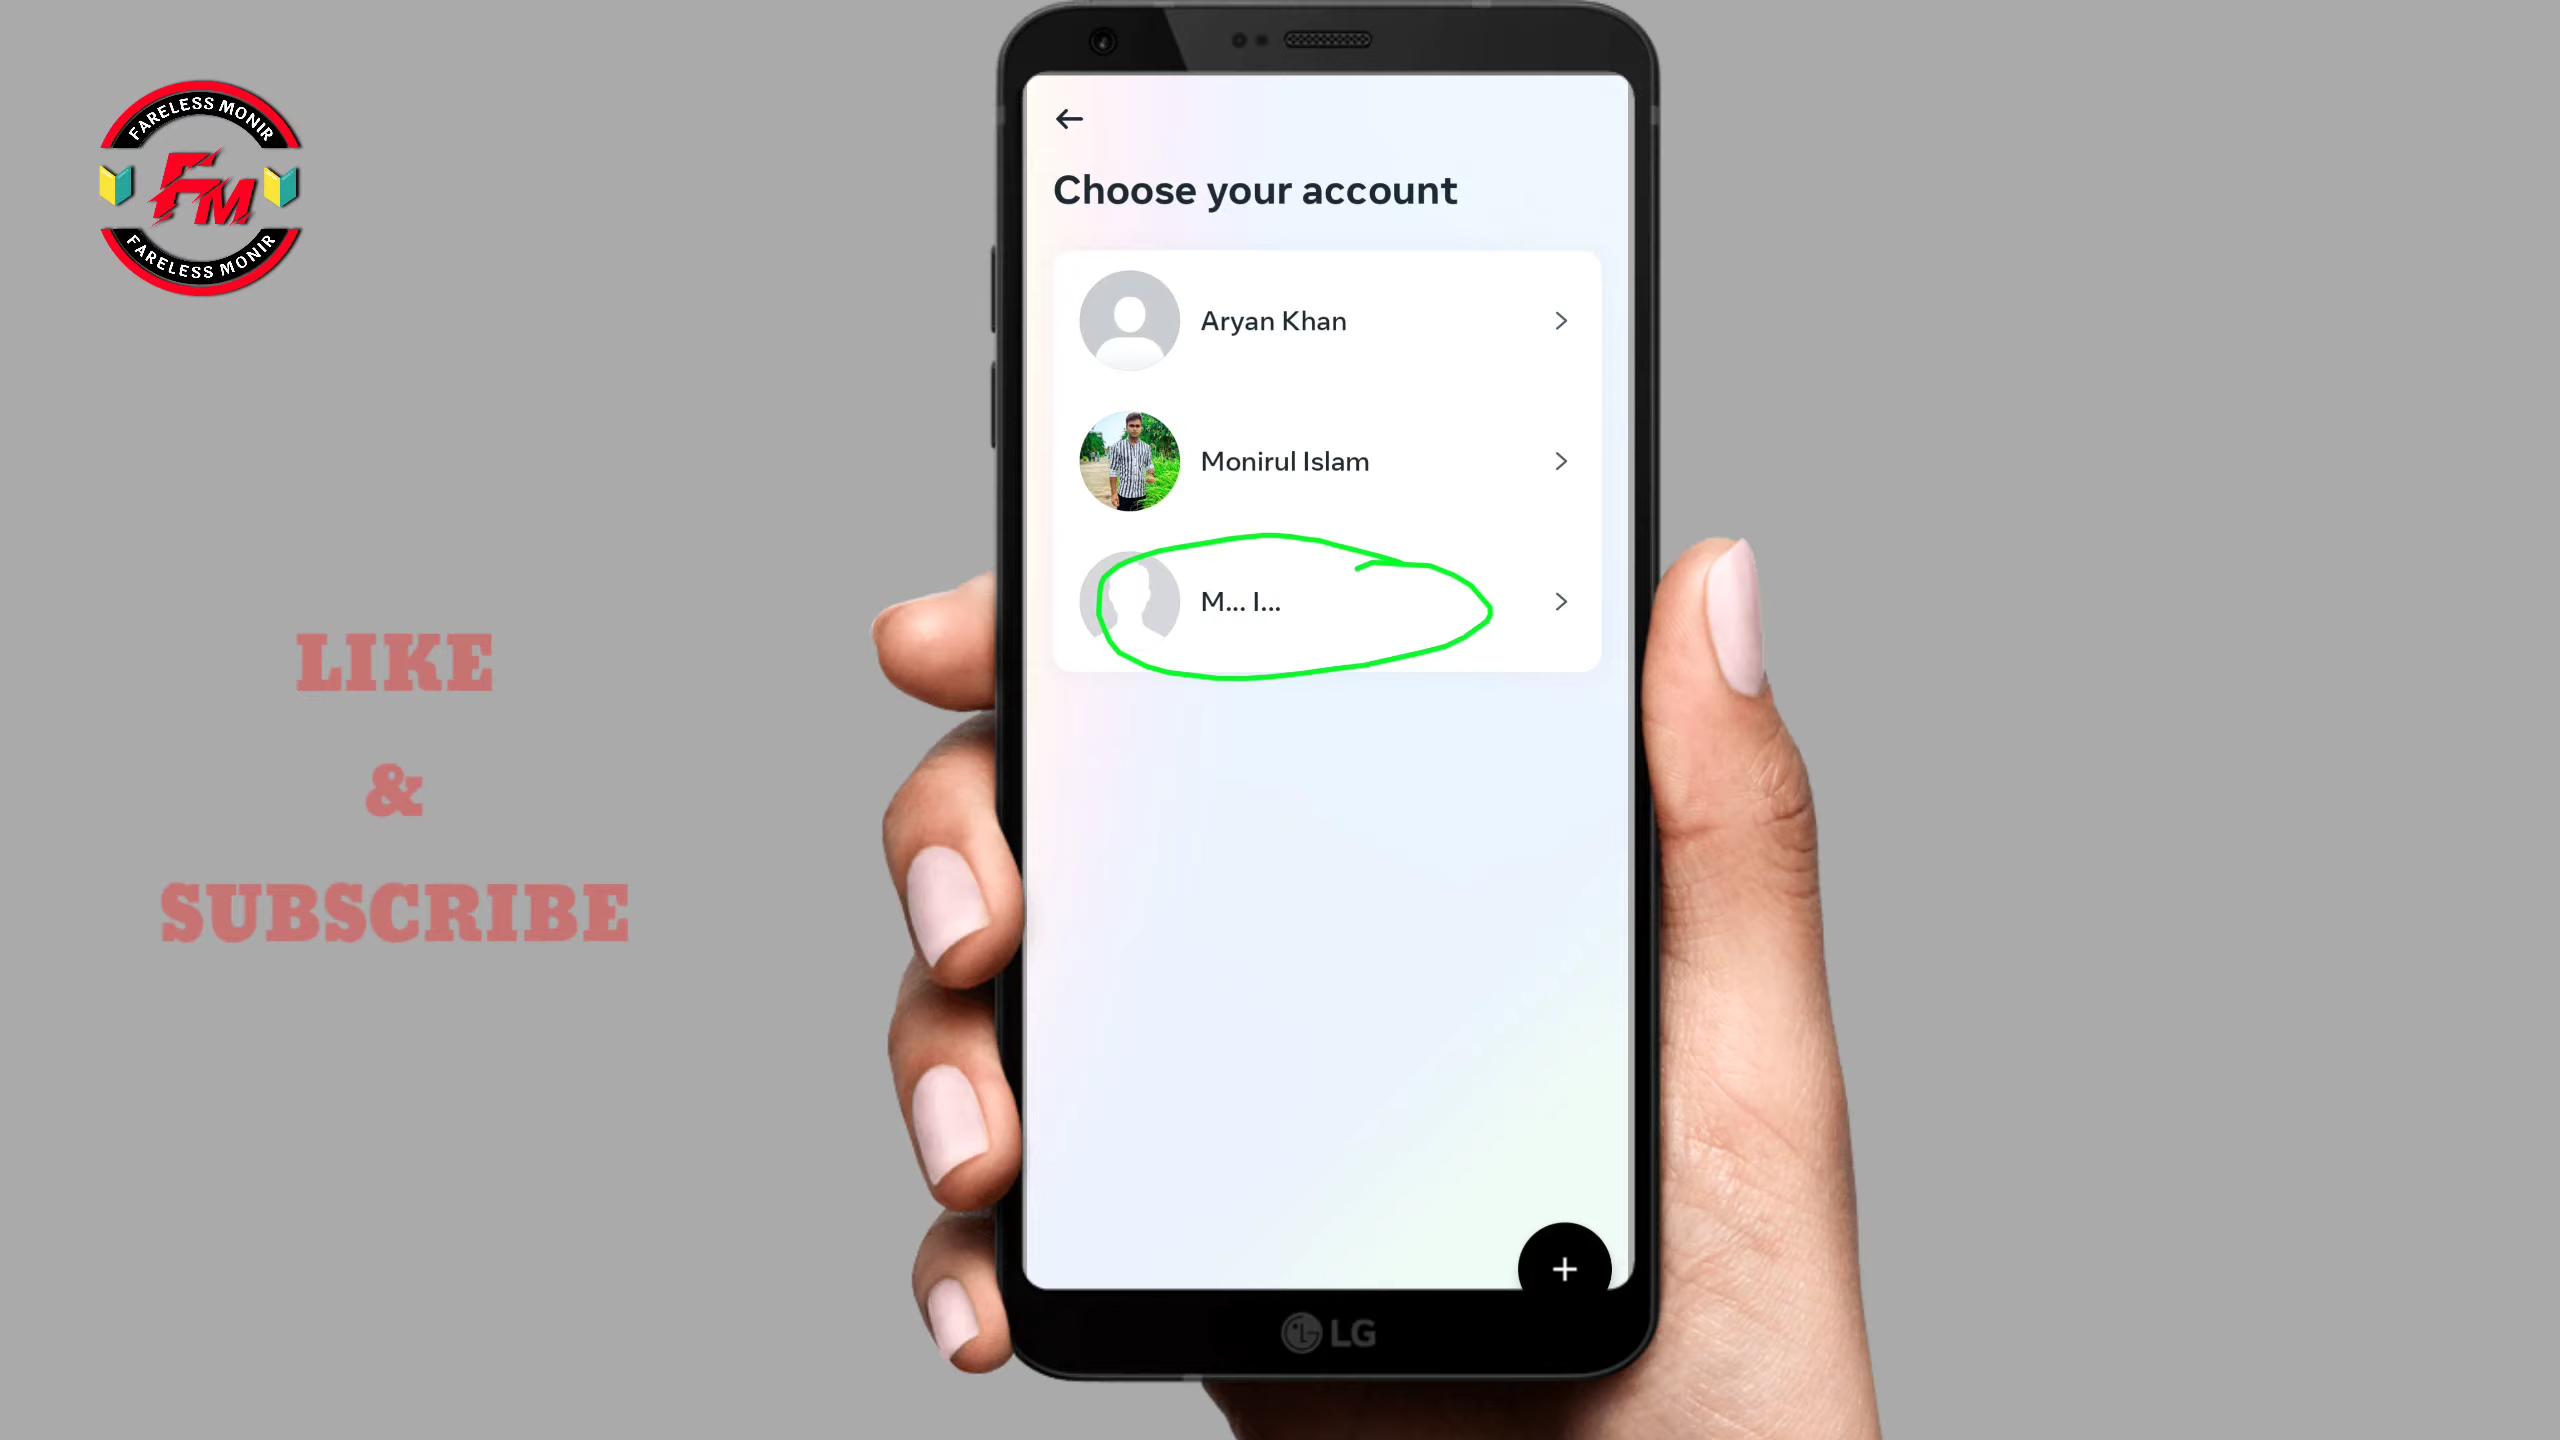 FARELESS MONIR
FM
FARELESS MONIR
LIKE
&
SUBSCRIBE
Choose your account
Aryan Khan
Monirul Islam
M... I...
+
LG